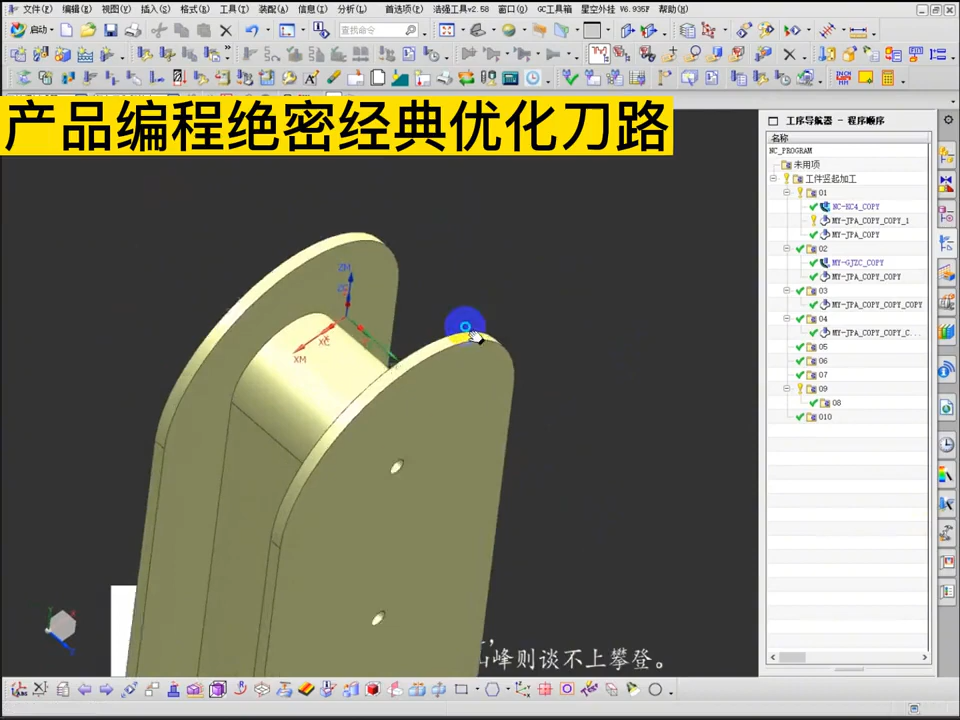 文件(F) 编辑(E) 视图(V) 插入(S) 格式(R) 工具(T) 装配(A) 信息(I) 分析(L) 首选项(P) 浩强工具v2.58 窗口(O) GC工具箱 星空外挂 V6.935F 帮助(H)
启动 查找命令
产品编程绝密经典优化刀路
工序导航器 - 程序顺序
名称
NC_PROGRAM
未用项
工件竖起加工
01
NC-KC4_COPY
MY-JPA_COPY_COPY_1
MY-JPA_COPY
02
MY-GJZC_COPY
MY-JPA_COPY_COPY
03
MY-JPA_COPY_COPY_COPY
04
MY-JPA_COPY_COPY_C...
05
06
07
09
08
010
ZM
ZC
XC
XM
山峰则谈不上攀登。